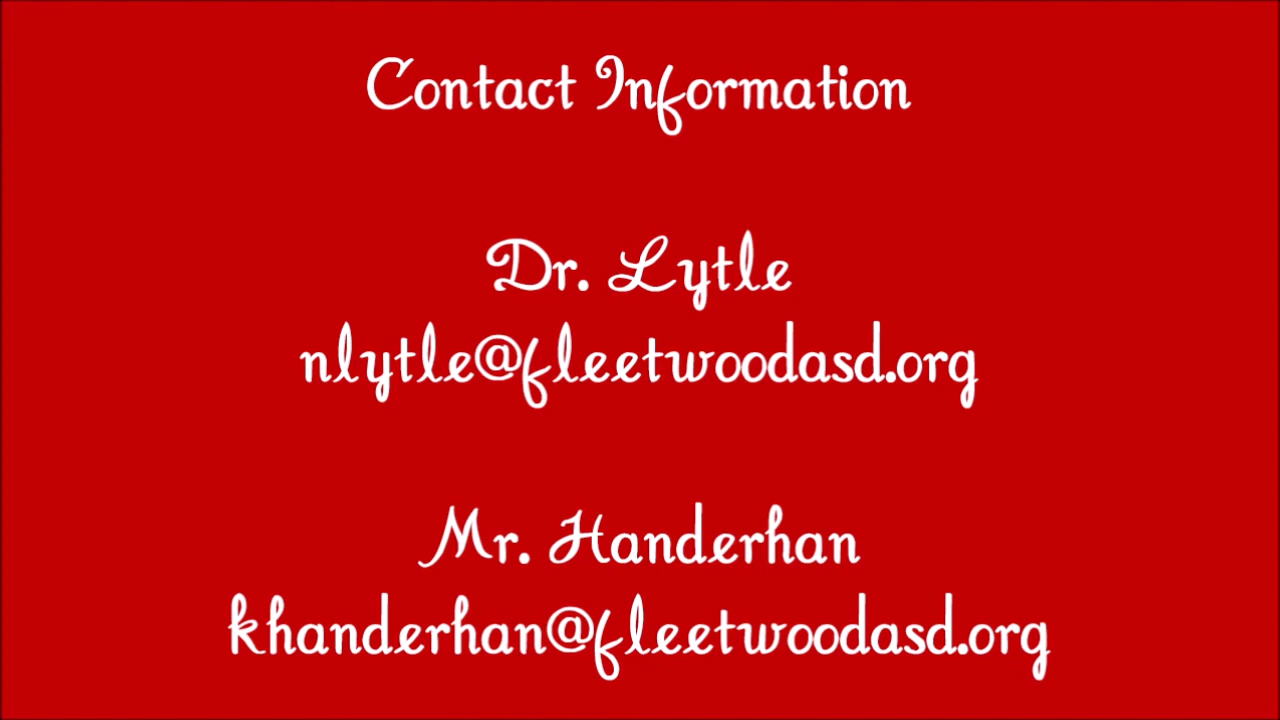 Contact Information
Dr. Lytle
nlytle@fleetwoodasd.org
Mr. Handerhan
khanderhan@fleetwoodasd.org